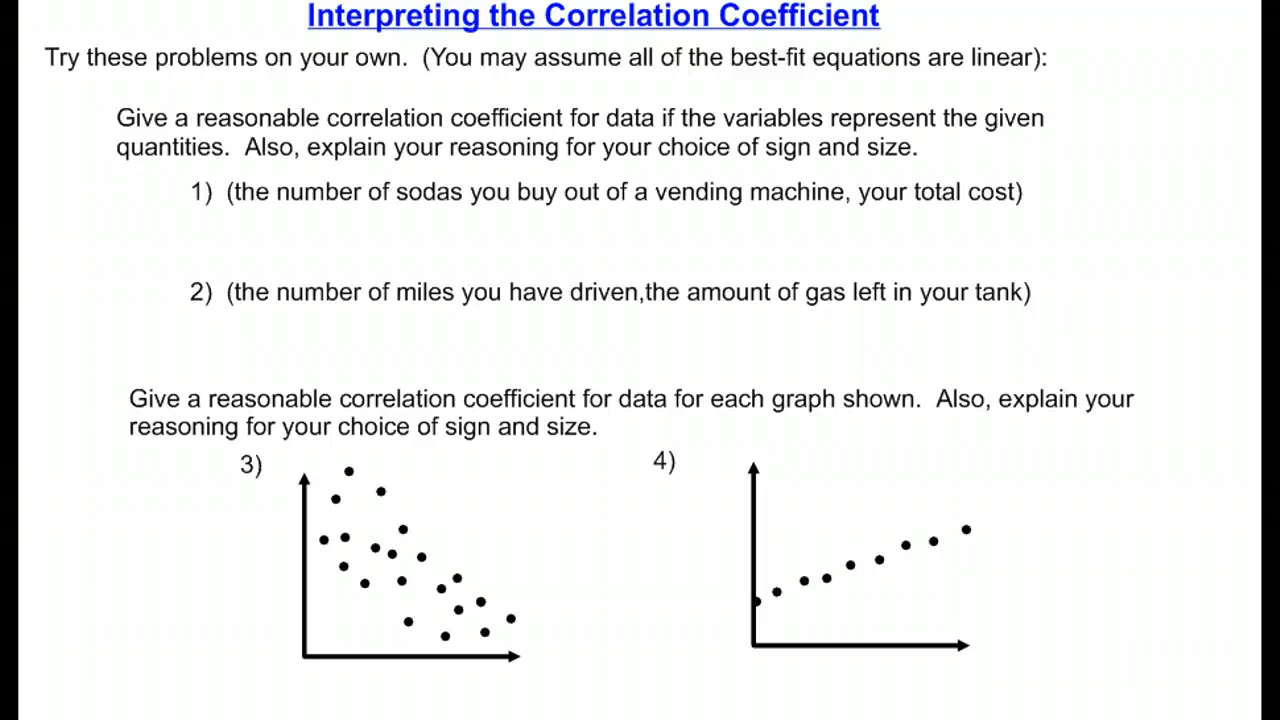 Interpreting the Correlation Coefficient
Try these problems on your own.  (You may assume all of the best-fit equations are linear):
Give a reasonable correlation coefficient for data if the variables represent the given
quantities.  Also, explain your reasoning for your choice of sign and size.
1)  (the number of sodas you buy out of a vending machine, your total cost)
2)  (the number of miles you have driven,the amount of gas left in your tank)
Give a reasonable correlation coefficient for data for each graph shown.  Also, explain your
reasoning for your choice of sign and size.
3)
4)